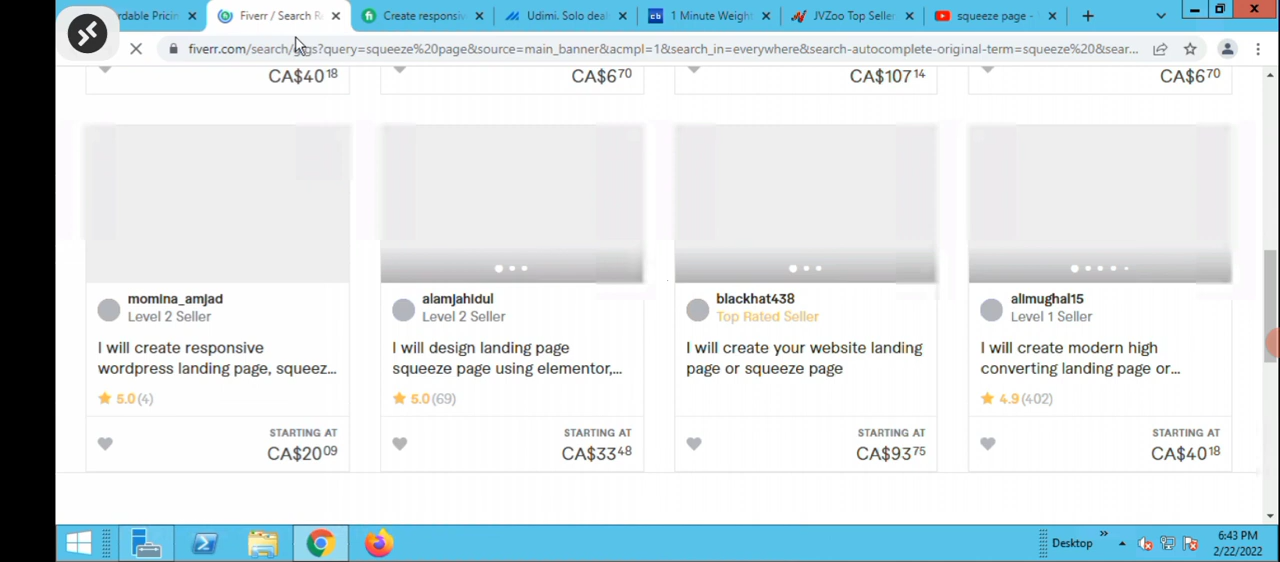 rdable Pricin
Fiverr / Search R
Create responsiv
Udimi. Solo deal
1 Minute Weight
JVZoo Top Seller
squeeze page -
fiverr.com/search/gigs?query=squeeze%20page&source=main_banner&acmpl=1&search_in=everywhere&search-autocomplete-original-term=squeeze%20&sear...
CA$40 18
CA$6 70
CA$107 14
CA$6 70
momina_amjad
Level 2 Seller
I will create responsive
wordpress landing page, squeez...
5.0 (4)
STARTING AT
CA$20 09
alamjahidul
Level 2 Seller
I will design landing page
squeeze page using elementor,...
5.0 (69)
STARTING AT
CA$33 48
blackhat438
Top Rated Seller
I will create your website landing
page or squeeze page
STARTING AT
CA$93 75
alimughal15
Level 1 Seller
I will create modern high
converting landing page or...
4.9 (402)
STARTING AT
CA$40 18
Desktop
6:43 PM
2/22/2022